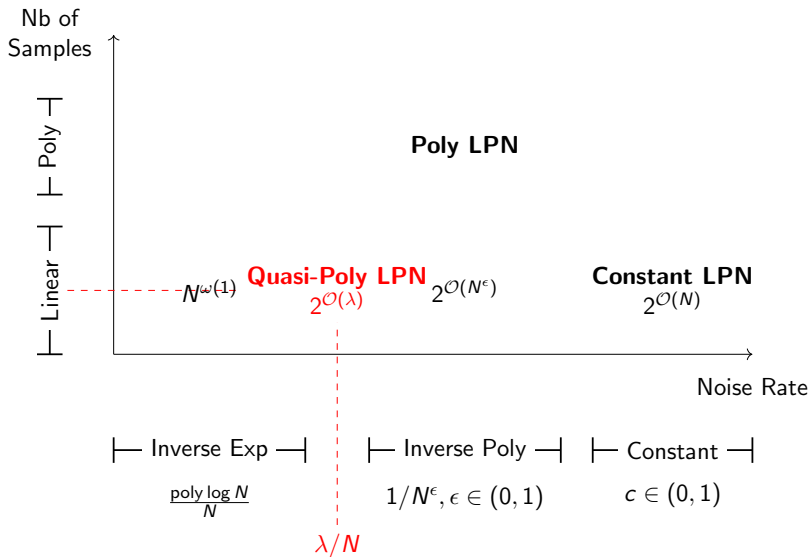 Nb of
Samples
Poly
Poly LPN
Linear
Quasi-Poly LPN
Constant LPN
N^{ω(1)}
2^{𝒪(λ)}
2^{𝒪(N^ϵ)}
2^{𝒪(N)}
Noise Rate
Inverse Exp
Inverse Poly
Constant
poly log N / N
1/N^ϵ, ϵ ∈ (0, 1)
c ∈ (0, 1)
λ/N